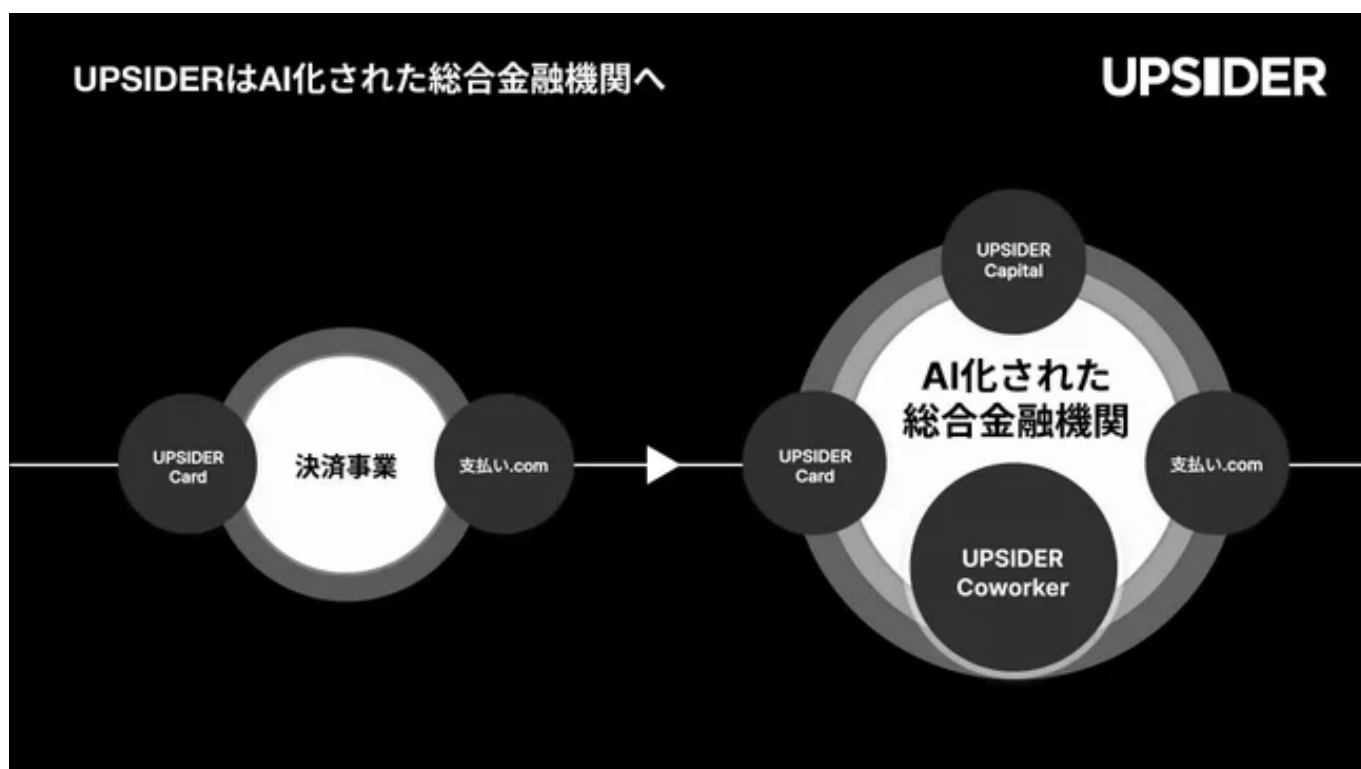 UPSIDERはAI化された総合金融機関へ
UPSIDER
UPSIDER
Card
決済事業
支払い.com
UPSIDER
Capital
AI化された
総合金融機関
UPSIDER
Card
支払い.com
UPSIDER
Coworker